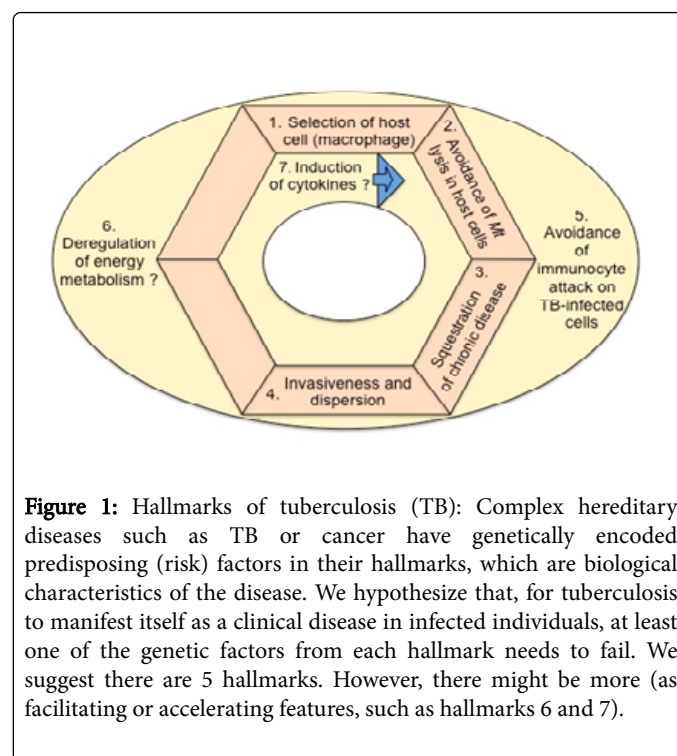 1. Selection of host
cell (macrophage)
2.
Avoidance of Mt
lysis in host cells
7. Induction
of cytokines ?
6.
Deregulation
of energy
metabolism ?
5.
Avoidance
of
immunocyte
attack on
TB-infected
cells
3.
Squestration
of chronic disease
4. Invasiveness and
dispersion
Figure 1: Hallmarks of tuberculosis (TB): Complex hereditary
diseases such as TB or cancer have genetically encoded
predisposing (risk) factors in their hallmarks, which are biological
characteristics of the disease. We hypothesize that, for tuberculosis
to manifest itself as a clinical disease in infected individuals, at least
one of the genetic factors from each hallmark needs to fail. We
suggest there are 5 hallmarks. However, there might be more (as
facilitating or accelerating features, such as hallmarks 6 and 7).